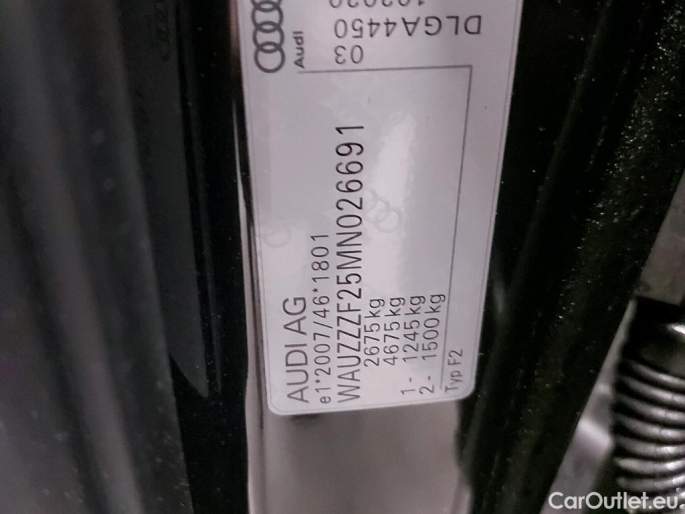 AUDI AG
e1*2007/46*1801
WAUZZZF25MN026691
2675kg
4675kg
1- 1245kg
2- 1500kg
Typ F2
Audi
03
DLGA4450
CarOutlet.eu